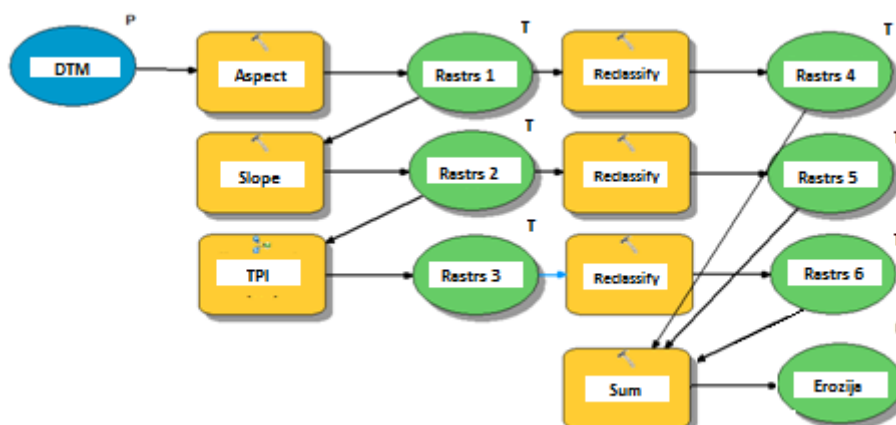 P
DTM
Aspect
T
Rastrs 1
Reclassify
T
Rastrs 4
Slope
T
Rastrs 2
Reclassify
Rastrs 5
TPI
T
Rastrs 3
Reclassify
Rastrs 6
Sum
Erozija